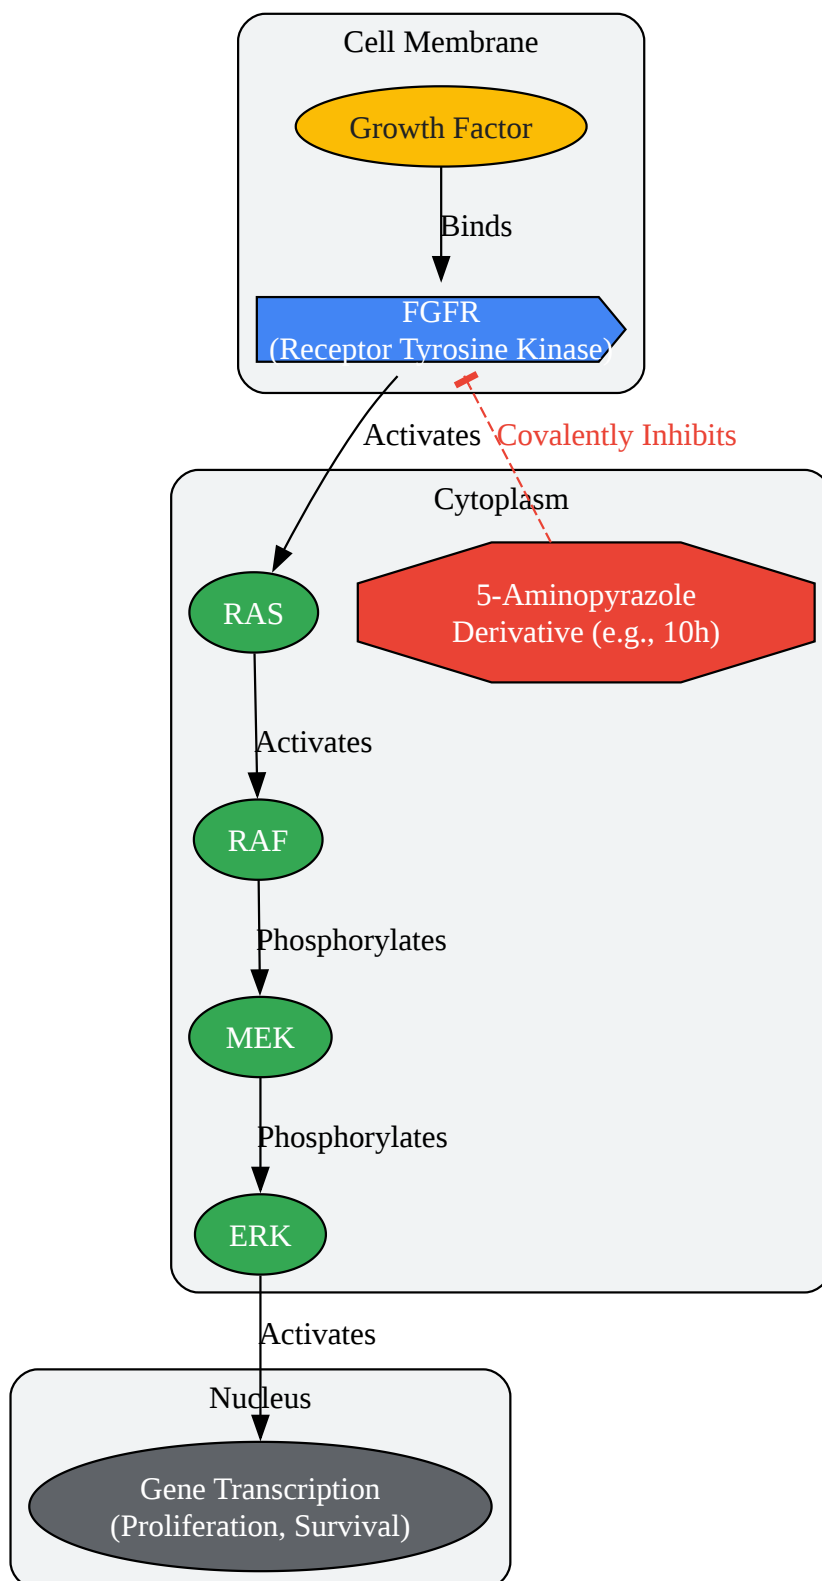 Cell Membrane
Growth Factor
Binds
FGFR
(Receptor Tyrosine Kinase)
Activates
Covalently Inhibits
Cytoplasm
5-Aminopyrazole
Derivative (e.g., 10h)
RAS
Activates
RAF
Phosphorylates
MEK
Phosphorylates
ERK
Activates
Nucleus
Gene Transcription
(Proliferation, Survival)